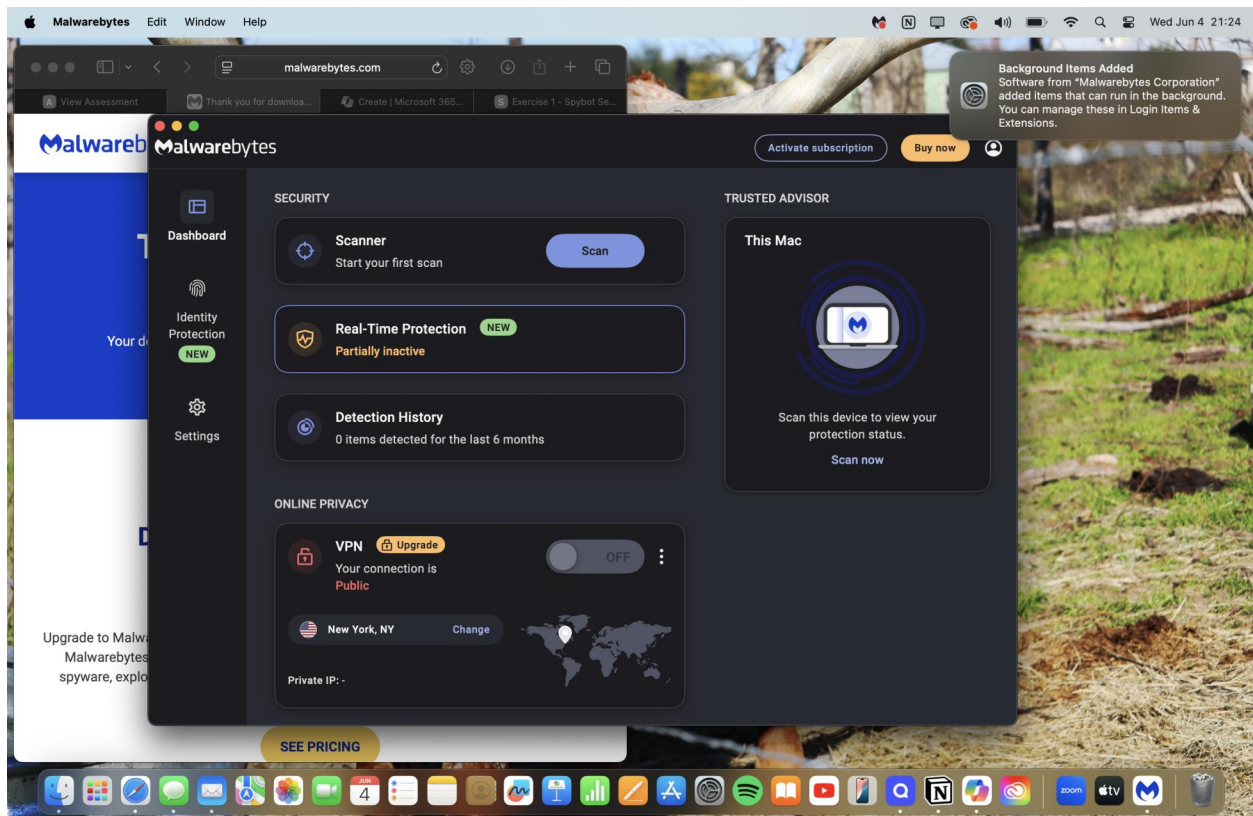 Malwarebytes Edit Window Help
N
Wed Jun 4 21:24
malwarebytes.com
A View Assessment
Thank you for downloa...
Create | Microsoft 365...
S Exercise 1 - Spybot Se...
Background Items Added
Software from "Malwarebytes Corporation"
added items that can run in the background.
You can manage these in Login Items &
Extensions.
Malwareb
T
Your d
D
Upgrade to Malwa
Malwarebytes
spyware, explo
SEE PRICING
Malwarebytes
Activate subscription
Buy now
Dashboard
Identity
Protection
NEW
Settings
SECURITY
Scanner
Start your first scan
Scan
Real-Time Protection NEW
Partially inactive
Detection History
0 items detected for the last 6 months
ONLINE PRIVACY
VPN Upgrade
Your connection is
Public
OFF
New York, NY Change
Private IP: -
TRUSTED ADVISOR
This Mac
Scan this device to view your
protection status.
Scan now
JUN
4
N
zoom
tv